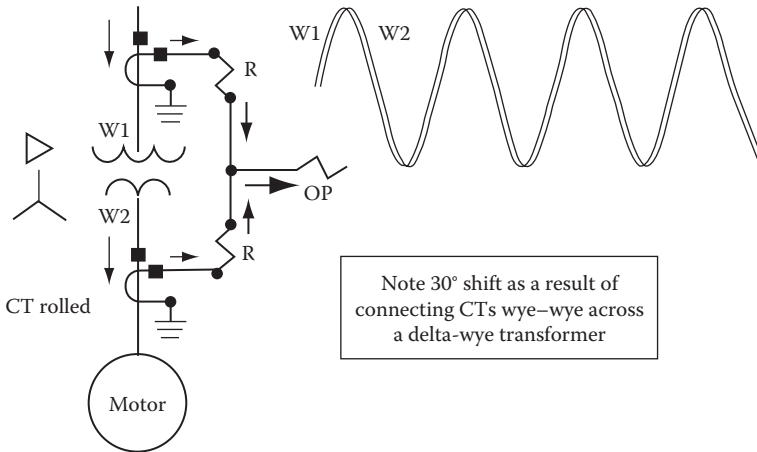 W1
W2
R
W1
OP
W2
R
CT rolled
Motor
Note 30° shift as a result of
connecting CTs wye–wye across
a delta-wye transformer